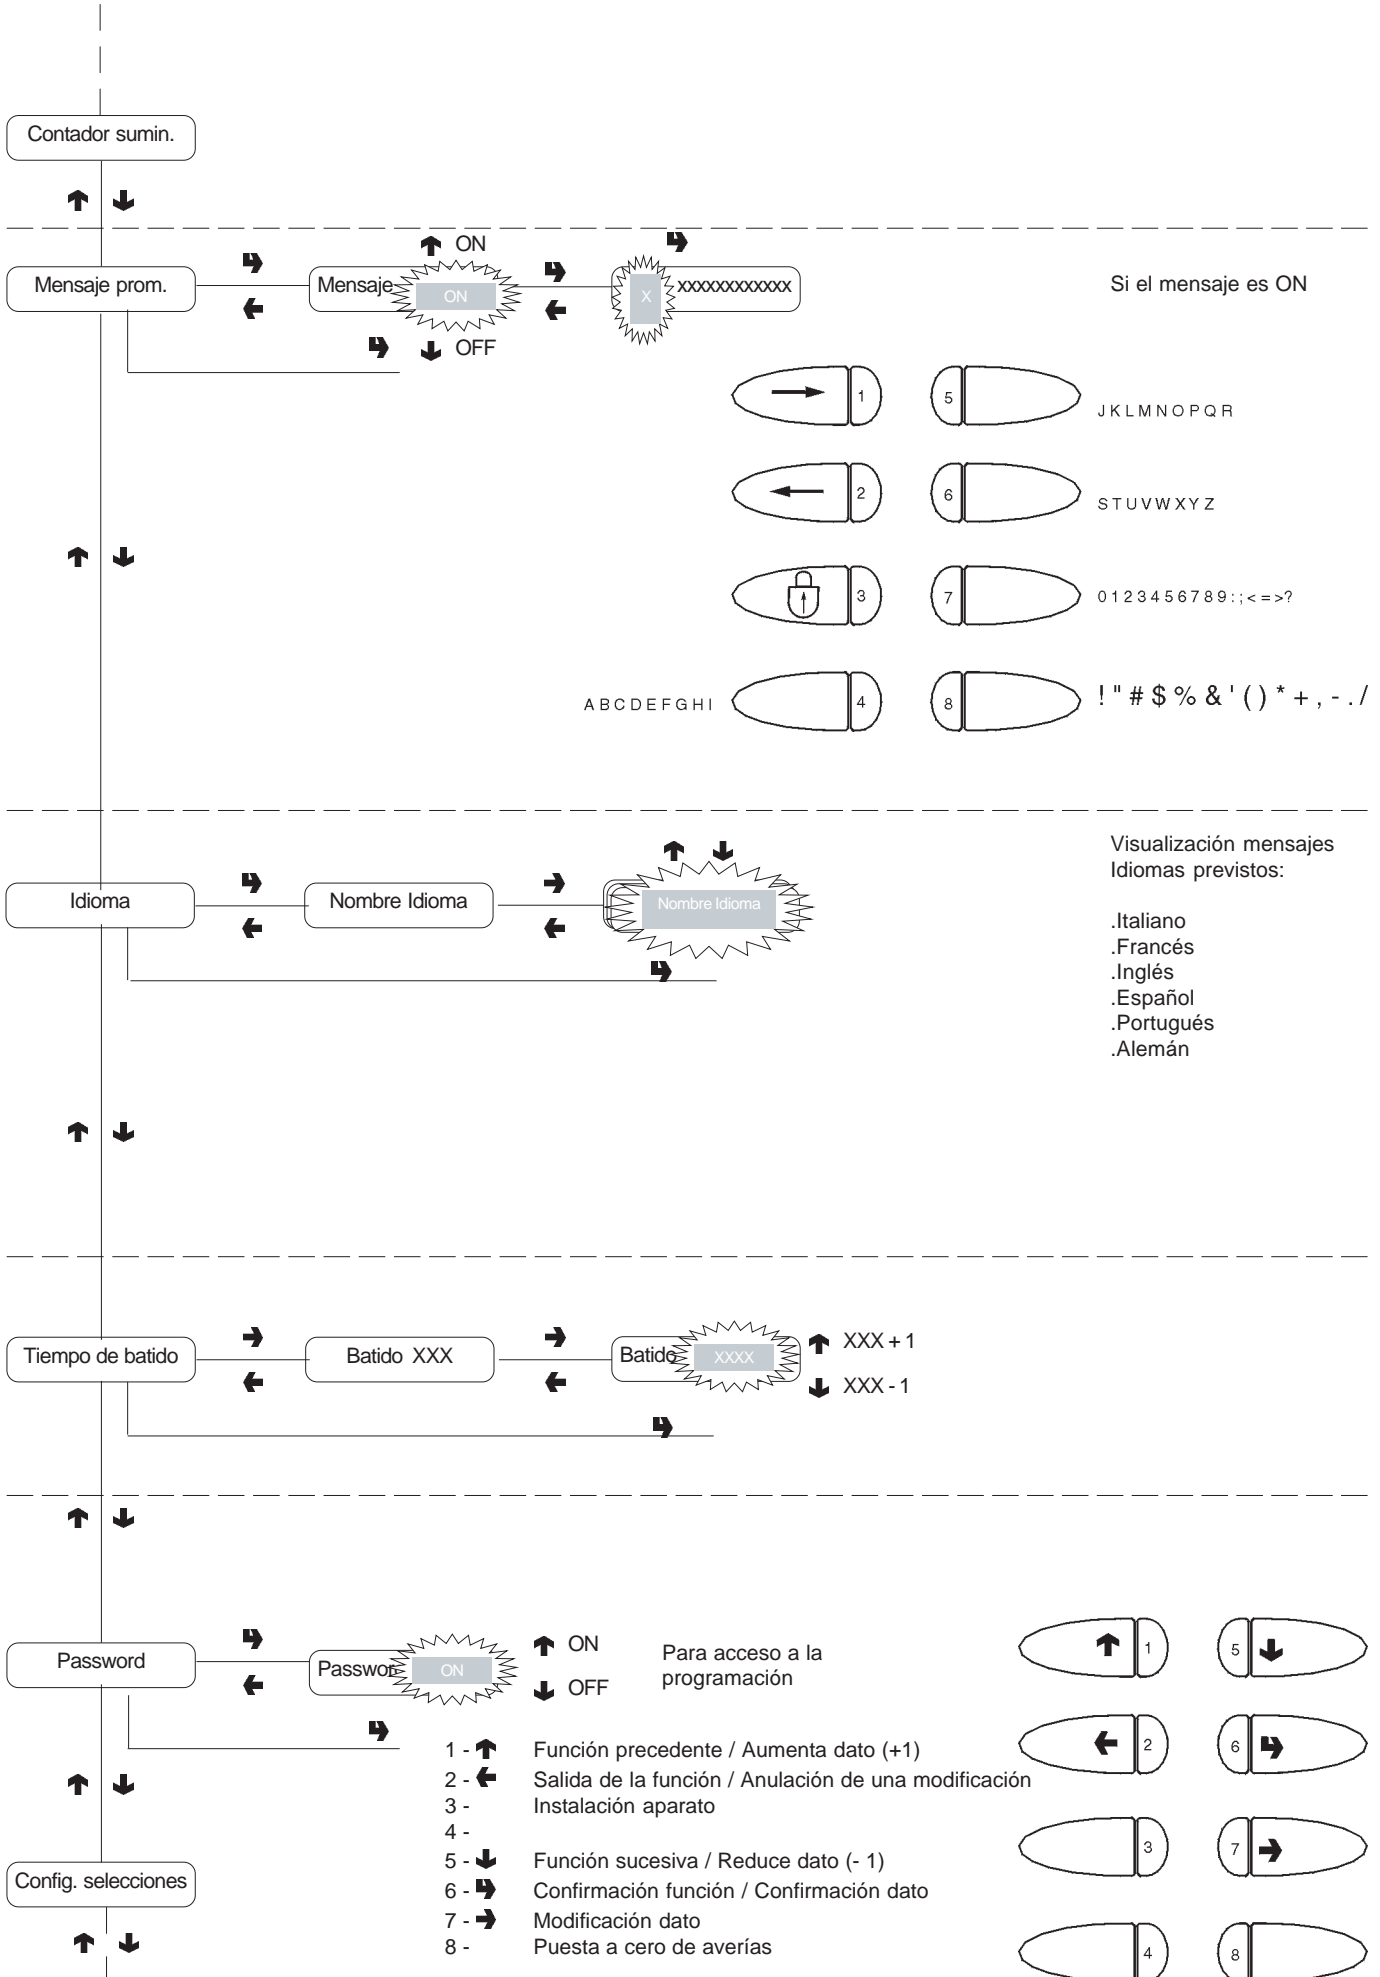 Contador sumin.
ON
Mensaje prom.
Mensaje
ON
X
XXXXXXXXXXXX
Si el mensaje es ON
OFF
1
5
JKLMNOPQR
2
6
STUVWXYZ
3
7
0123456789:;<=>?
ABCDEFGHI
4
8
!"#$%&'()*+,-./
Visualización mensajes
Idiomas previstos:
Idioma
Nombre Idioma
Nombre Idioma
.Italiano
.Francés
.Inglés
.Español
.Portugués
.Alemán
Tiempo de batido
Batido XXX
Batido
XXXX
XXX+1
XXX-1
Password
Passwor
ON
ON
OFF
Para acceso a la
programación
1
5
2
6
3
7
4
8
1 - Función precedente / Aumenta dato (+1)
2 - Salida de la función / Anulación de una modificación
3 - Instalación aparato
4 -
5 - Función sucesiva / Reduce dato (- 1)
6 - Confirmación función / Confirmación dato
7 - Modificación dato
8 - Puesta a cero de averías
Config. selecciones